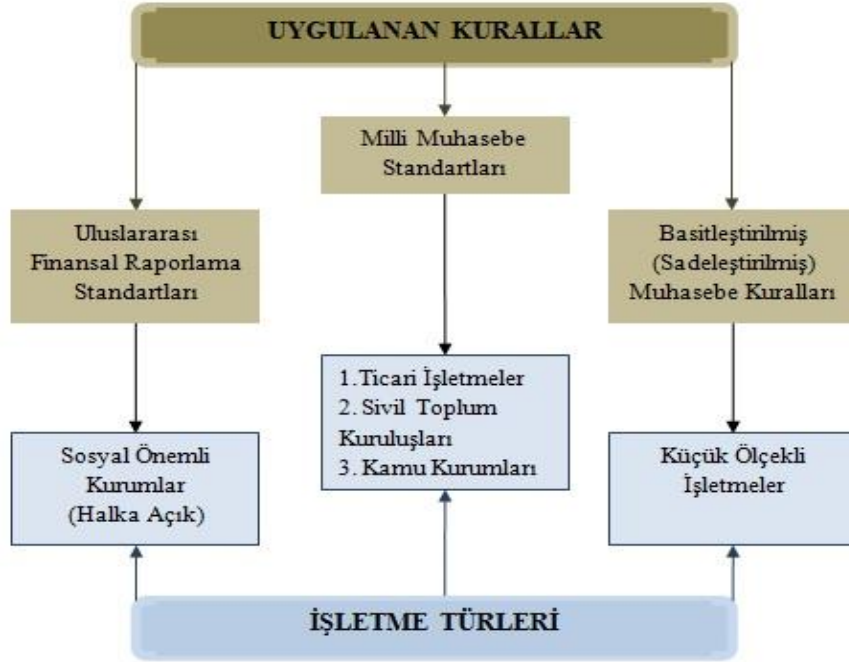 UYGULANAN KURALLAR
Milli Muhasebe
Standartları
Uluslararası
Finansal Raporlama
Standartları
Basitleştirilmiş
(Sadeleştirilmiş)
Muhasebe Kuralları
1. Ticari İşletmeler
2. Sivil Toplum
Kuruluşları
3. Kamu Kurumları
Sosyal Önemli
Kurumlar
(Halka Açık)
Küçük Ölçekli
İşletmeler
İŞLETME TÜRLERİ